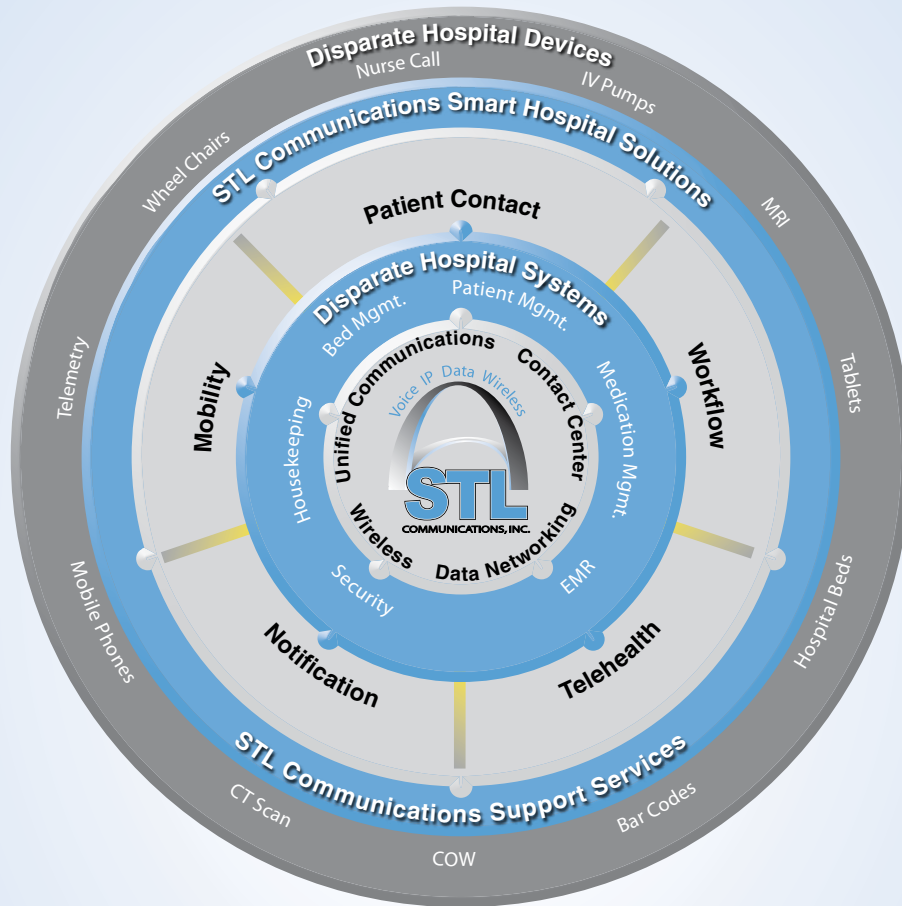 Disparate Hospital Devices
Nurse Call
IV Pumps
MRI
Tablets
Hospital Beds
Bar Codes
COW
CT Scan
Mobile Phones
Telemetry
Wheel Chairs
STL Communications Smart Hospital Solutions
STL Communications Support Services
Patient Contact
Workflow
Telehealth
Notification
Mobility
Disparate Hospital Systems
Bed Mgmt.
Patient Mgmt.
Medication Mgmt.
EMR
Security
Housekeeping
Unified Communications
Contact Center
Data Networking
Wireless
Voice IP Data Wireless
STL
COMMUNICATIONS, INC.